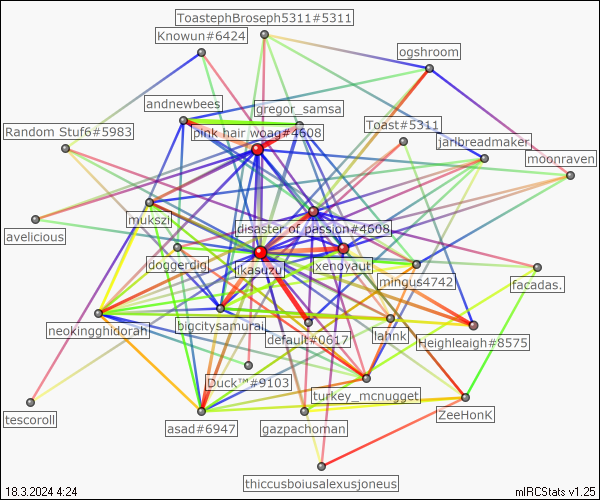 ToastephBroseph5311#5311
Knowun#6424
ogshroom
andnewbees
gregor_samsa
Random Stuf6#5983
pink hair woag#4608
Toast#5311
jarlbreadmaker
moonraven
mukszi
avelicious
disaster of passion#4608
doggerdig
ikasuzu
xenoyaut
mingus4742
facadas.
neokingghidorah
bigcitysamurai
default#0617
lahnk
Heighleaigh#8575
Duck™#9103
turkey_mcnugget
tescoroll
asad#6947
gazpachoman
ZeeHonK
thiccusboiusalexusjoneus
18.3.2024 4:24
mIRCStats v1.25